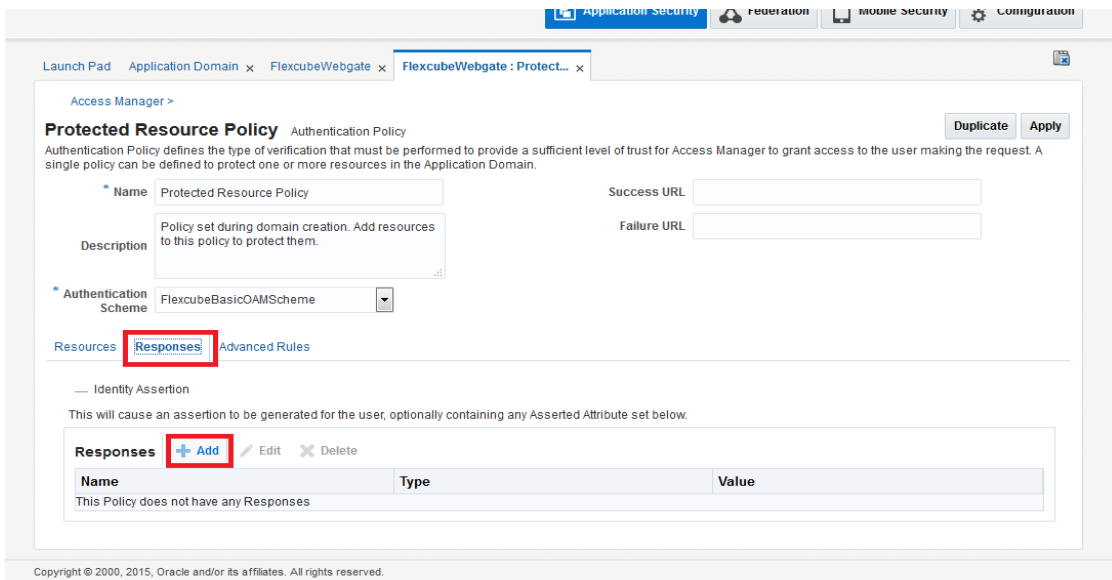 Application Security Federation Mobile Security Configuration
Launch Pad Application Domain x FlexcubeWebgate x FlexcubeWebgate : Protect... x
Access Manager >
Protected Resource Policy Authentication Policy
Duplicate Apply
Authentication Policy defines the type of verification that must be performed to provide a sufficient level of trust for Access Manager to grant access to the user making the request. A
single policy can be defined to protect one or more resources in the Application Domain.
* Name Protected Resource Policy
Success URL
Description Policy set during domain creation. Add resources
to this policy to protect them.
Failure URL
* Authentication
Scheme FlexcubeBasicOAMScheme
Resources Responses Advanced Rules
Identity Assertion
This will cause an assertion to be generated for the user, optionally containing any Asserted Attribute set below.
Responses Add Edit Delete
Name Type Value
This Policy does not have any Responses
Copyright © 2000, 2015, Oracle and/or its affiliates. All rights reserved.